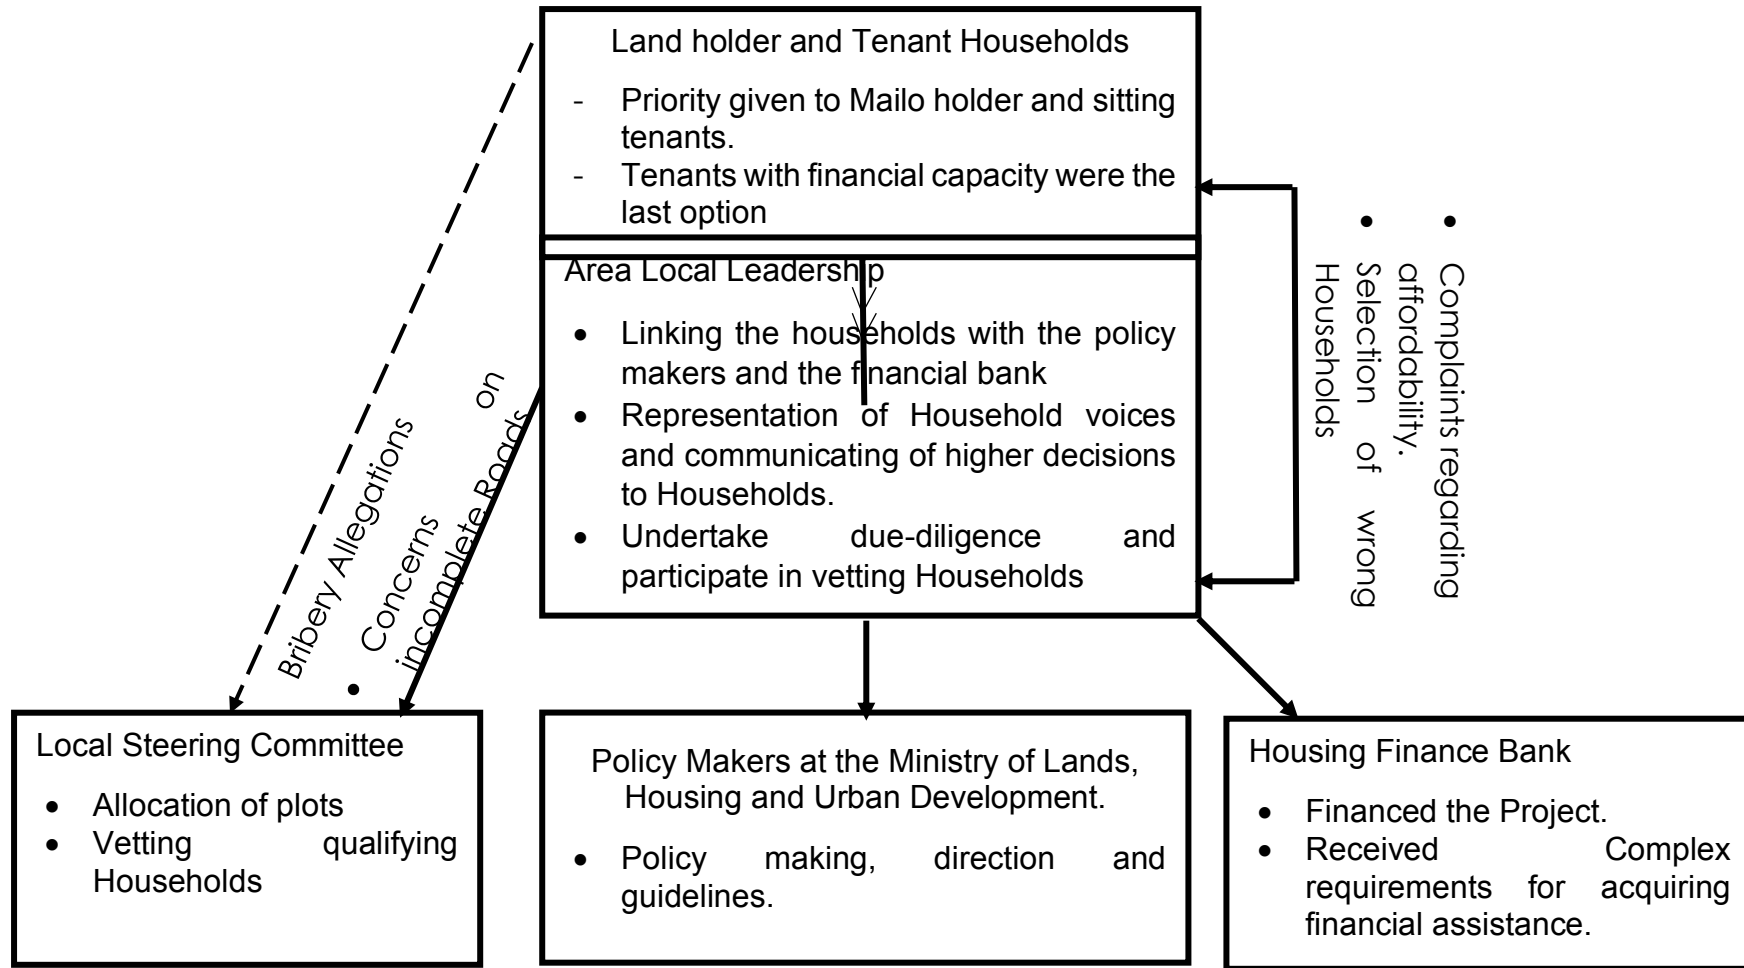 Land holder and Tenant Households
- Priority given to Mailo holder and sitting
tenants.
- Tenants with financial capacity were the
last option
Area Local Leadership
• Linking the households with the policy
makers and the financial bank
• Representation of Household voices
and communicating of higher decisions
to Households.
• Undertake due-diligence and
participate in vetting Households
• Complaints regarding
affordability.
• Selection of wrong
Households
Bribery Allegations
• Concerns on
incomplete Roads
Local Steering Committee
• Allocation of plots
• Vetting qualifying
Households
Policy Makers at the Ministry of Lands,
Housing and Urban Development.
• Policy making, direction and
guidelines.
Housing Finance Bank
• Financed the Project.
• Received Complex
requirements for acquiring
financial assistance.